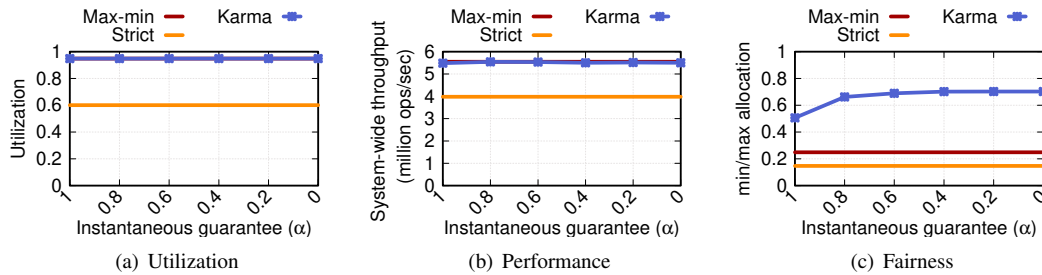 Max-min Karma
Strict
1
0.8
0.6
0.4
0.2
0
Utilization
1 0.8 0.6 0.4 0.2 0
Instantaneous guarantee (α)
(a) Utilization
Max-min Karma
Strict
6
5
4
3
2
1
0
System-wide throughput
(million ops/sec)
1 0.8 0.6 0.4 0.2 0
Instantaneous guarantee (α)
(b) Performance
Max-min Karma
Strict
1
0.8
0.6
0.4
0.2
0
min/max allocation
1 0.8 0.6 0.4 0.2 0
Instantaneous guarantee (α)
(c) Fairness